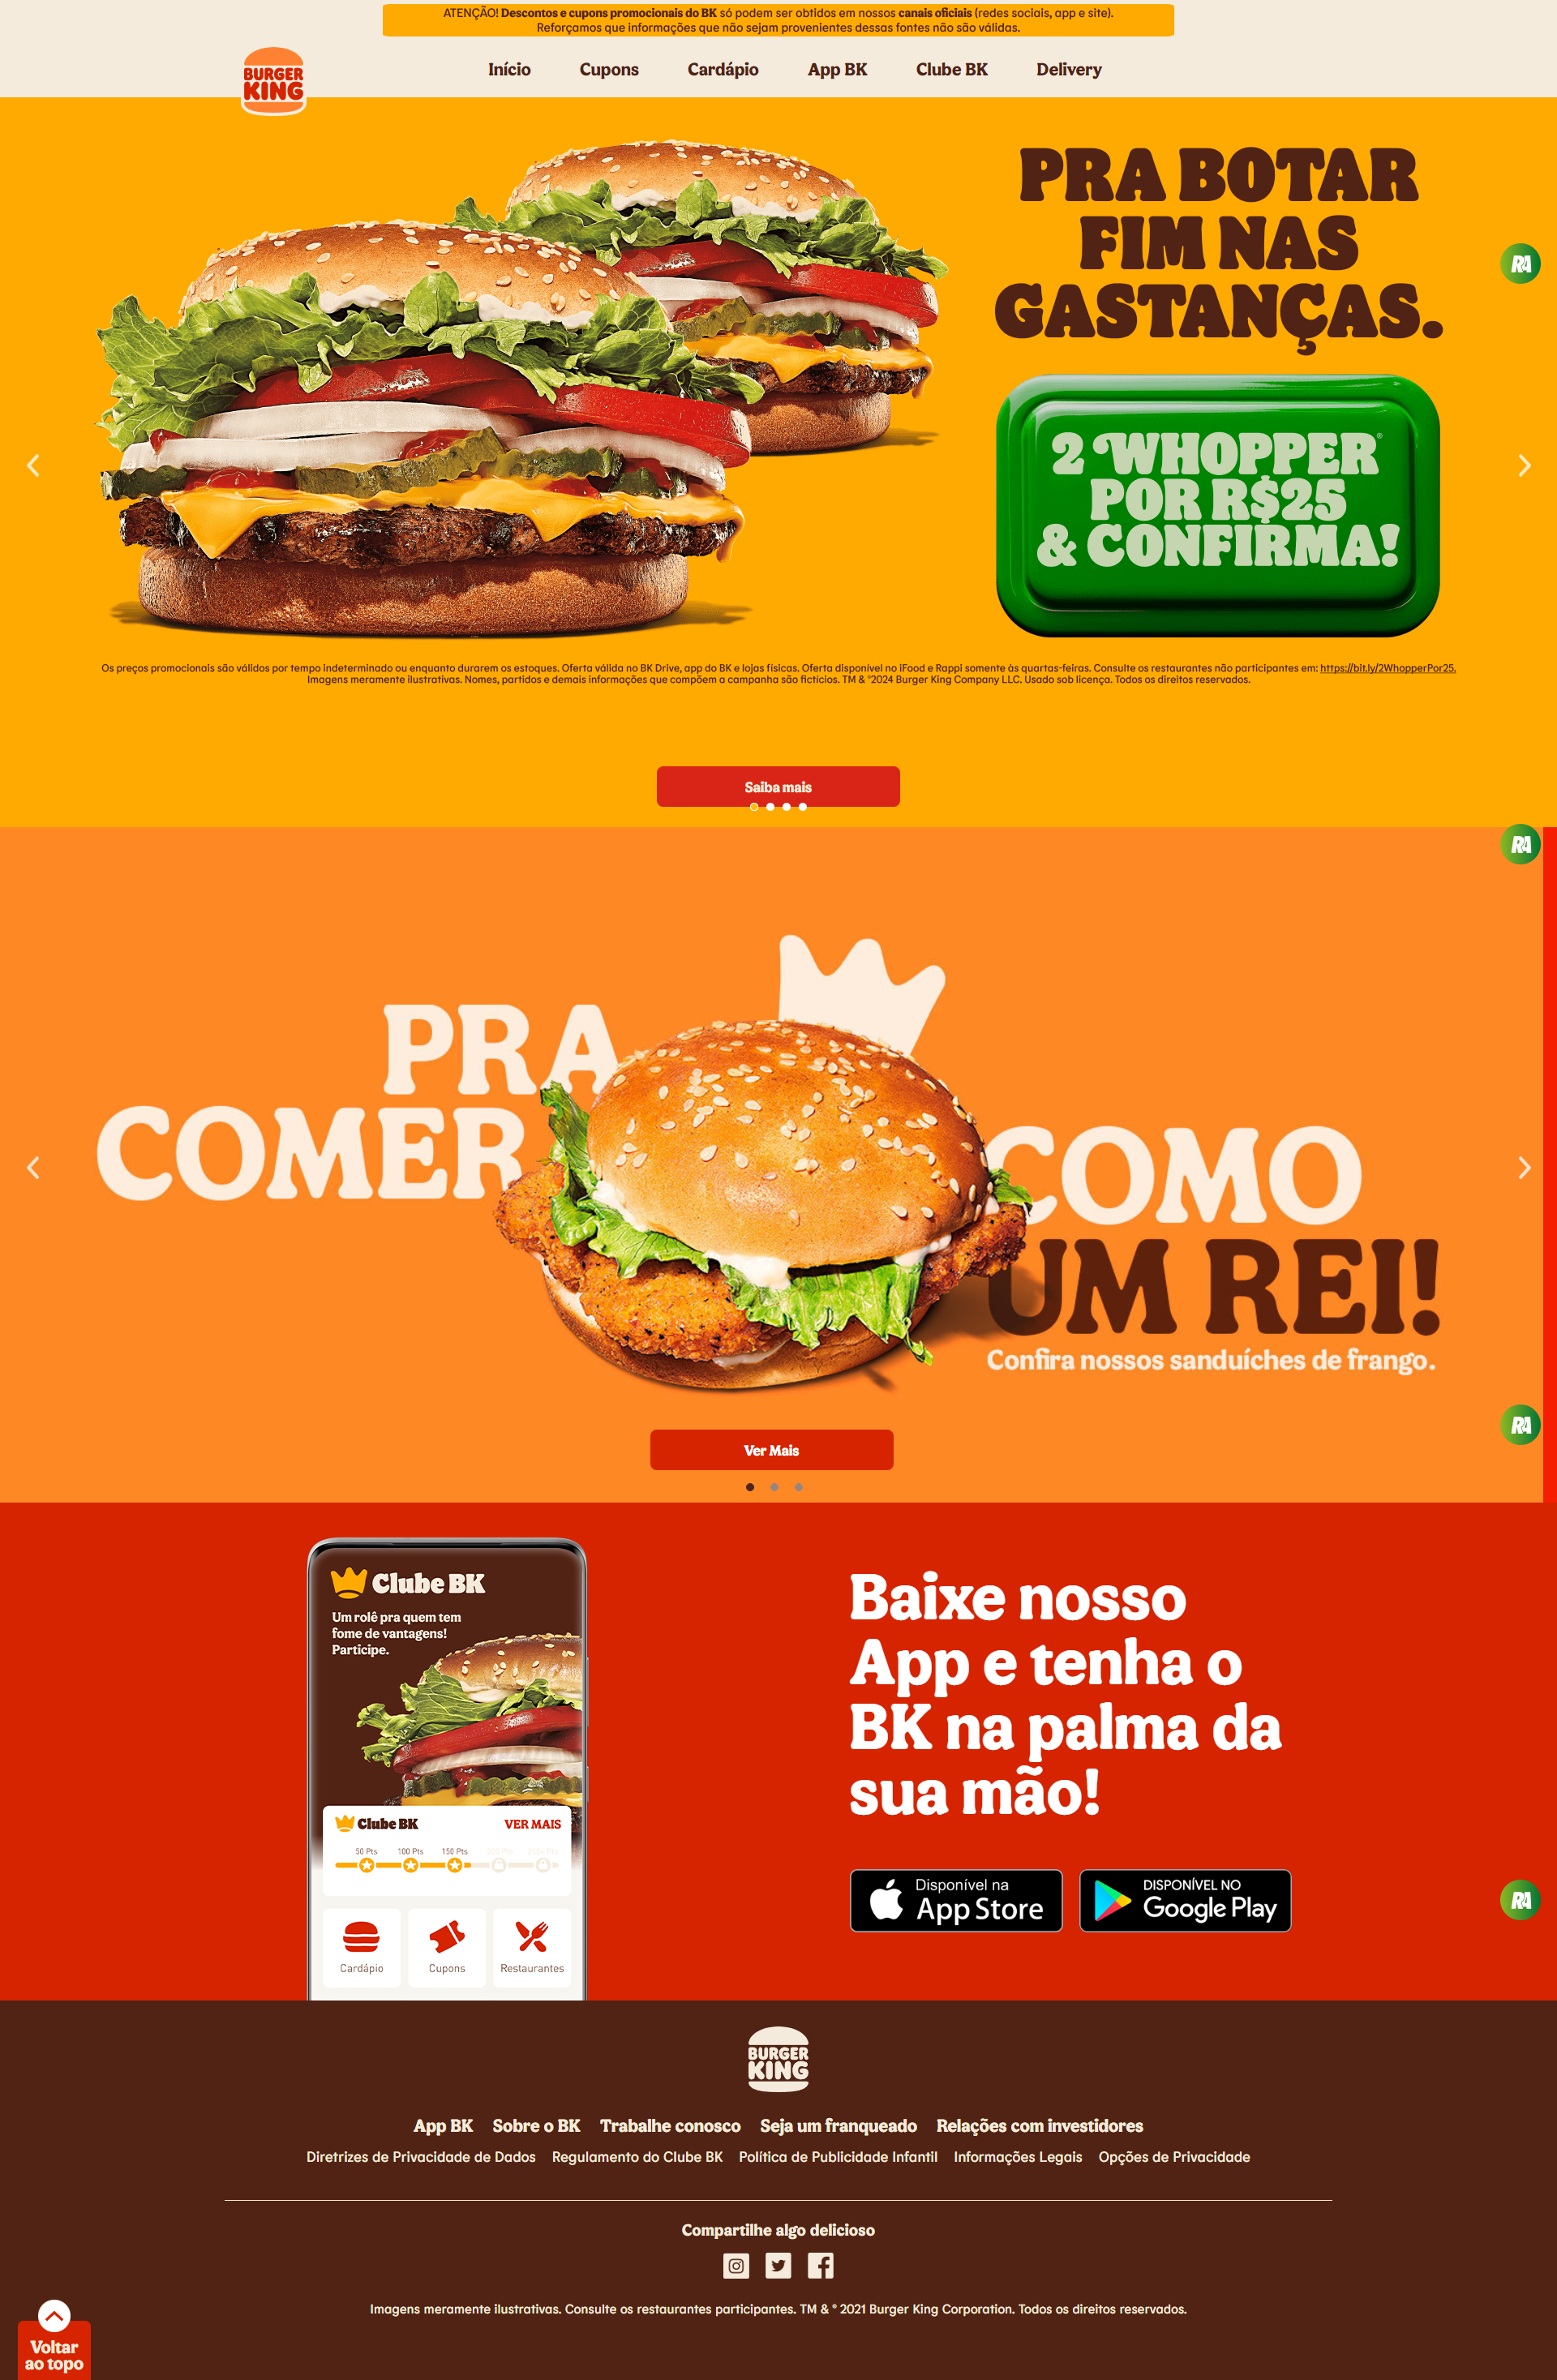 ATENÇÃO! Descontos e cupons promocionais do BK só podem ser obtidos em nossos canais oficiais (redes sociais, app e site).
Reforçamos que informações que não sejam provenientes dessas fontes não são válidas.
BURGER
KING
Início Cupons Cardápio App BK Clube BK Delivery
PRA BOTAR
FIM NAS
GASTANÇAS.
RA
2 WHOPPER®
POR R$25
& CONFIRMA!
Os preços promocionais são válidos por tempo indeterminado ou enquanto durarem os estoques. Oferta válida no BK Drive, app do BK e lojas físicas. Oferta disponível no iFood e Rappi somente às quartas-feiras. Consulte os restaurantes não participantes em: https://bit.ly/2WhopperPor25.
Imagens meramente ilustrativas. Nomes, partidos e demais informações que compõem a campanha são fictícios. TM & ®2024 Burger King Company LLC. Usado sob licença. Todos os direitos reservados.
Saiba mais
RA
PRA
COMER
COMO
UM REI!
Confira nossos sanduíches de frango.
RA
Ver Mais
Clube BK
Um rolê pra quem tem
fome de vantagens!
Participe.
Clube BK VER MAIS
50 Pts 100 Pts 150 Pts
Cardápio Cupons Restaurantes
Baixe nosso
App e tenha o
BK na palma da
sua mão!
Disponível na
App Store
DISPONÍVEL NO
Google Play
RA
BURGER
KING
App BK Sobre o BK Trabalhe conosco Seja um franqueado Relações com investidores
Diretrizes de Privacidade de Dados Regulamento do Clube BK Política de Publicidade Infantil Informações Legais Opções de Privacidade
Compartilhe algo delicioso
Imagens meramente ilustrativas. Consulte os restaurantes participantes. TM & ® 2021 Burger King Corporation. Todos os direitos reservados.
Voltar
ao topo